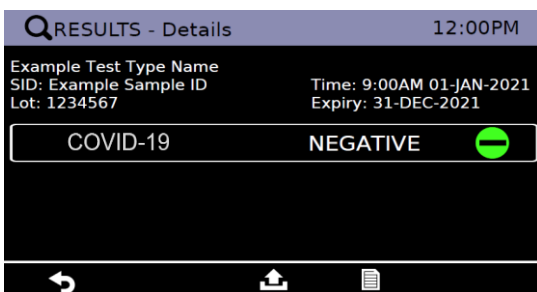 RESULTS - Details 12:00PM
Example Test Type Name
SID: Example Sample ID Time: 9:00AM 01-JAN-2021
Lot: 1234567 Expiry: 31-DEC-2021
COVID-19 NEGATIVE